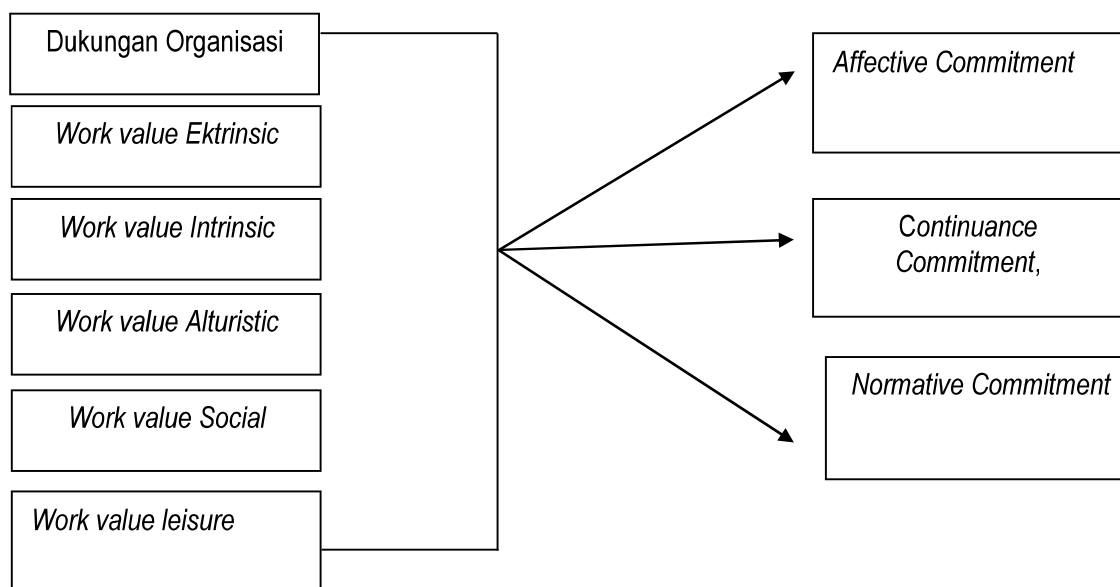 Dukungan Organisasi
Work value Ektrinsic
Work value Intrinsic
Work value Alturistic
Work value Social
Work value leisure
Affective Commitment
Continuance
Commitment,
Normative Commitment